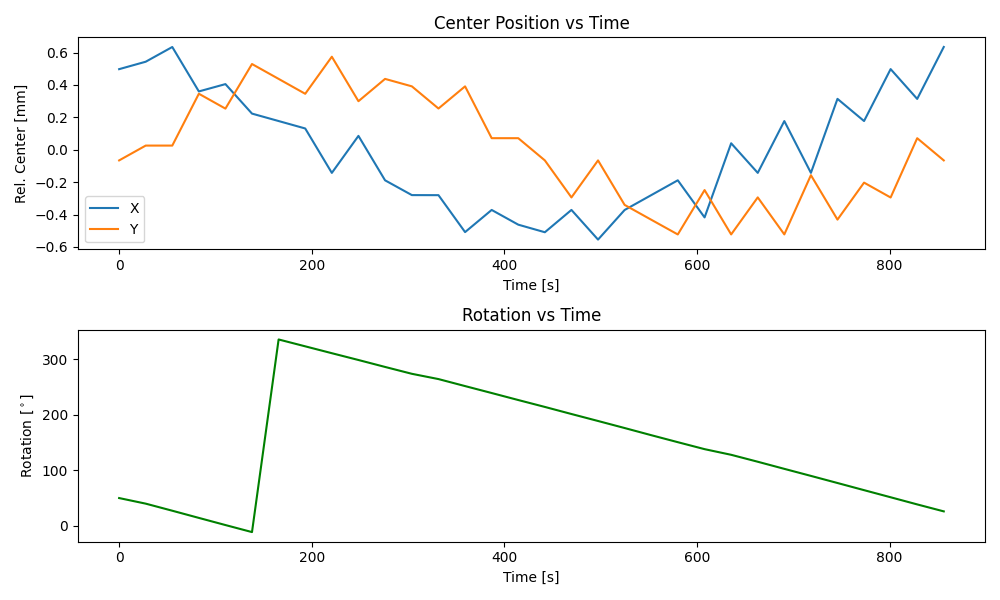 Center Position vs Time
Rel. Center [mm]
0.6
0.4
0.2
0.0
−0.2
−0.4
−0.6
X
Y
0 200 400 600 800
Time [s]
Rotation vs Time
Rotation [°]
300
200
100
0
0 200 400 600 800
Time [s]